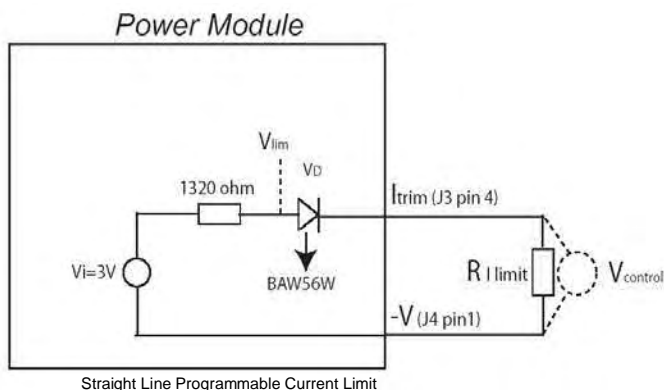 Power Module
Vlim
VD
1320 ohm
Itrim (J3 pin 4)
Vi=3V
BAW56W
R I limit
Vcontrol
-V (J4 pin1)
Straight Line Programmable Current Limit